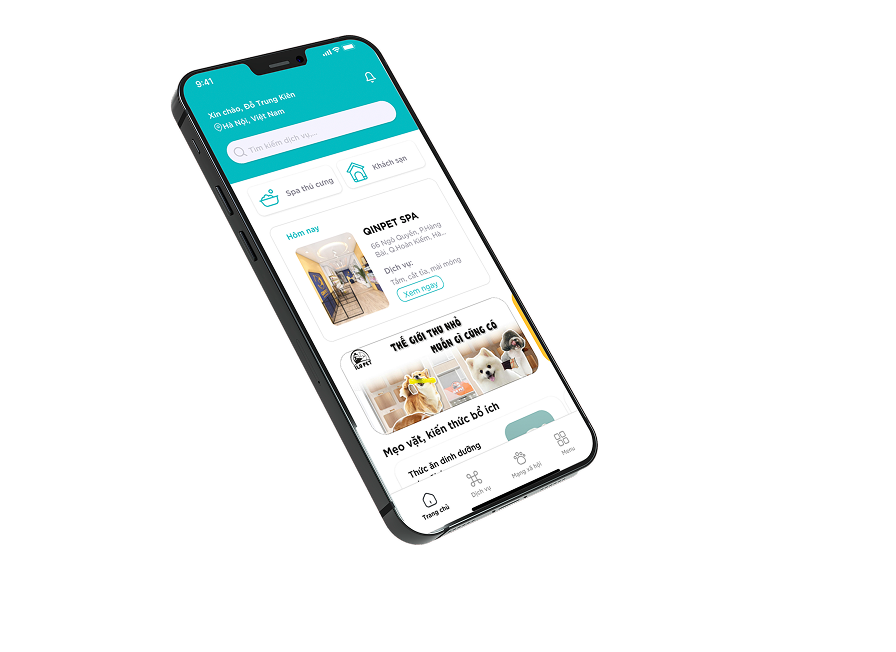 9:41
Xin chào, Đỗ Trung Kiên
Hà Nội, Việt Nam
Tìm kiếm dịch vụ,...
Spa thú cưng
Khách sạn
Hôm nay
QINPET SPA
66 Ngô Quyền, P.Hàng
Bài, Q.Hoàn Kiếm, Hà...
Dịch vụ:
Tắm, cắt tỉa, mài móng
Xem ngay
THẾ GIỚI THU NHỎ
MUỐN GÌ CŨNG CÓ
Mẹo vặt, kiến thức bổ ích
Thức ăn dinh dưỡng
Trang chủ
Dịch vụ
Mạng xã hội
Menu